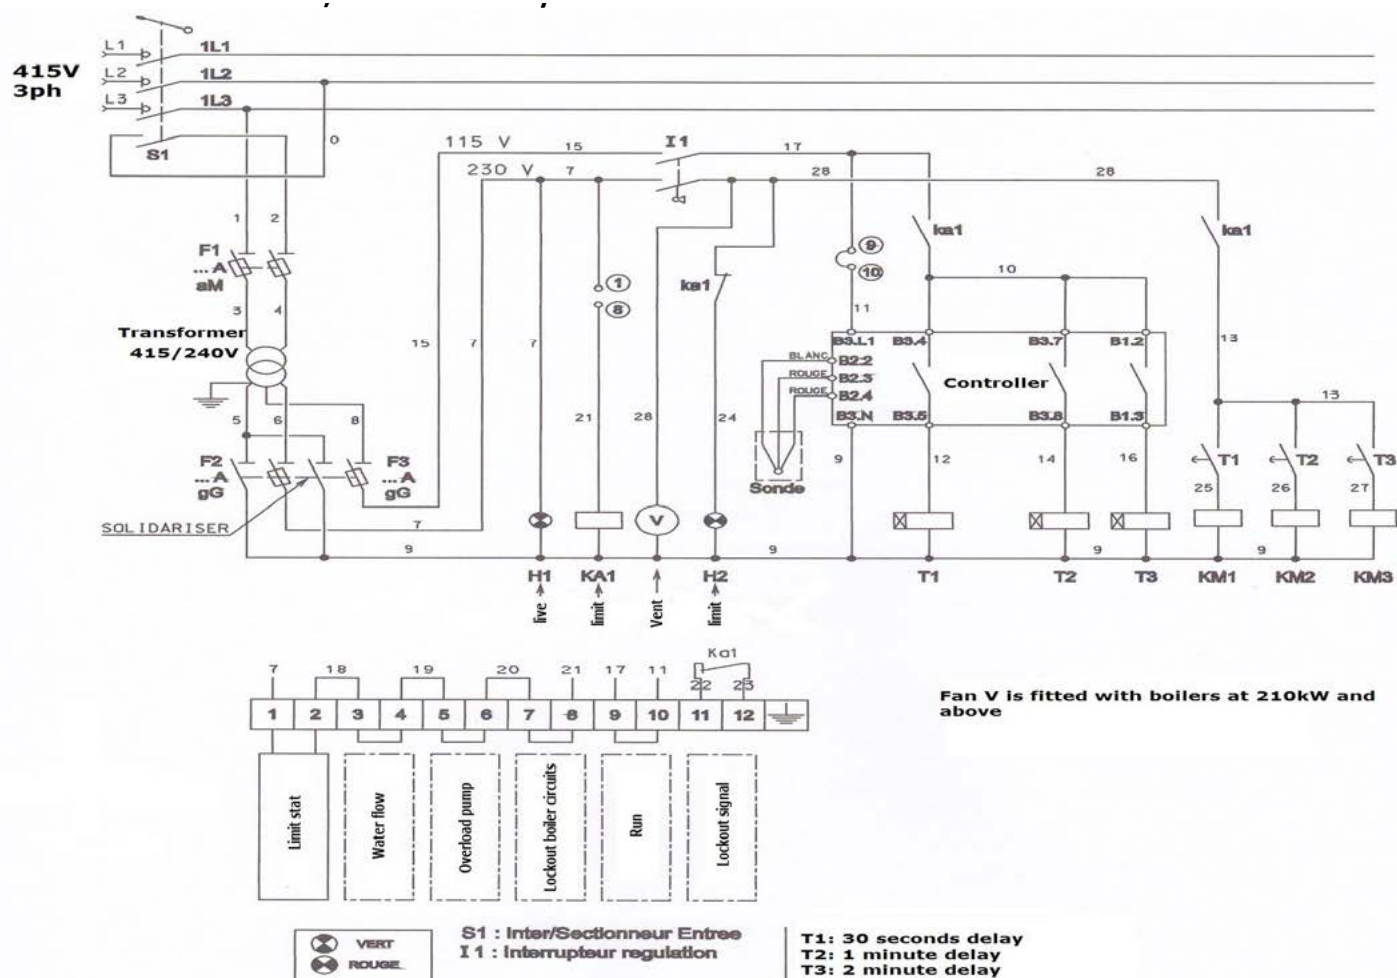 L1
1L1
415V
3ph
L2
1L2
L3
1L3
0
S1
115 V
15
I1
17
230 V
7
28
28
1
2
ka1
ka1
F1
... A
aM
9
10
10
1
8
ka1
3
4
11
Transformer
415/240V
15
7
7
13
B3.L1
B3.4
B3.7
B1.2
BLANC
B2.2
ROUGE
B2.3
Controller
ROUGE
B2.4
13
5
6
8
21
28
24
B3.N
B3.5
B3.8
B1.3
F2
... A
gG
F3
... A
gG
9
12
14
16
T1
T2
T3
25
26
27
Sonde
SOLIDARISER
7
V
9
9
9
9
H1
KA1
H2
T1
T2
T3
KM1
KM2
KM3
live
limit
Vent
limit
Ka1
7
18
19
20
21
17
11
22
23
1
2
3
4
5
6
7
8
9
10
11
12
Fan V is fitted with boilers at 210kW and
above
Limit stat
Water flow
Overload pump
Lockout boiler circuits
Run
Lockout signal
VERT
ROUGE
S1 : Inter/Sectionneur Entree
I1 : Interrupteur regulation
T1: 30 seconds delay
T2: 1 minute delay
T3: 2 minute delay